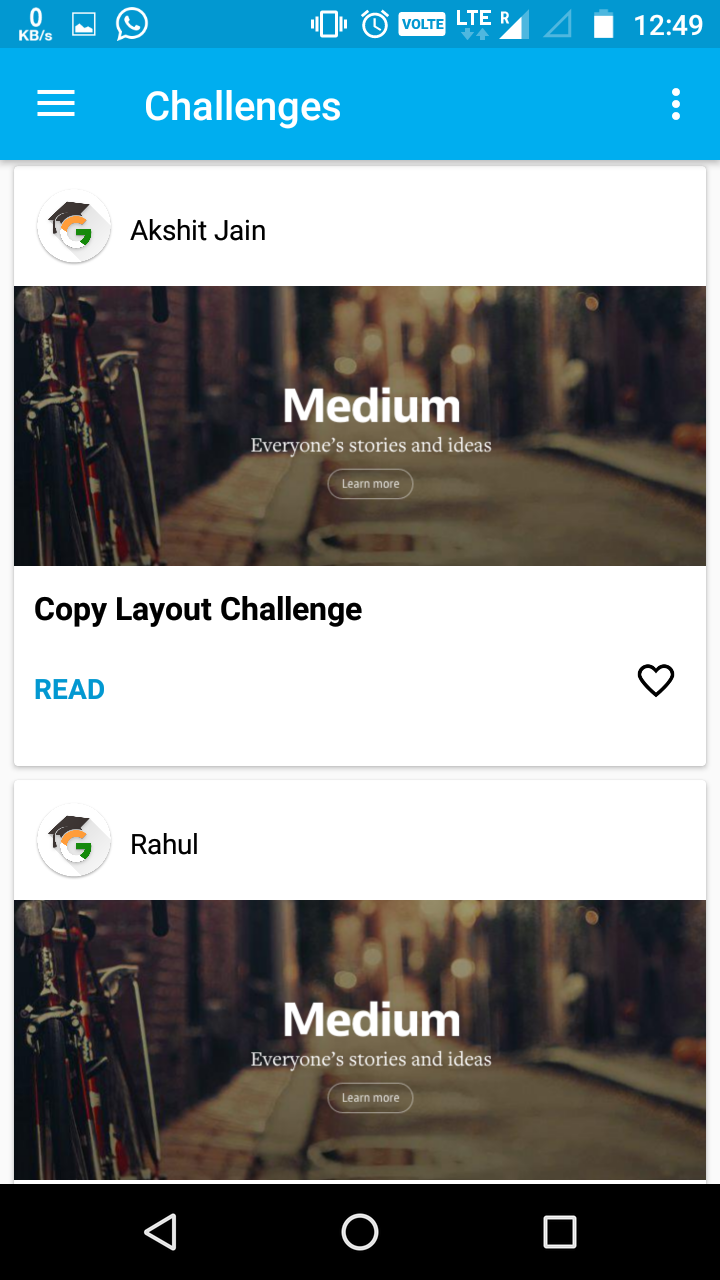 0
KB/s
VOLTE
LTE
R
12:49
Challenges
Akshit Jain
Medium
Everyone's stories and ideas
Learn more
Copy Layout Challenge
READ
Rahul
Medium
Everyone's stories and ideas
Learn more